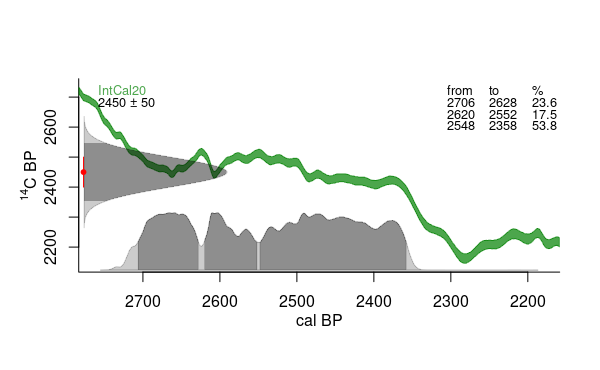 IntCal20
2450 ± 50
from to %
2706 2628 23.6
2620 2552 17.5
2548 2358 53.8
14C BP
2200 2400 2600
2700 2600 2500 2400 2300 2200
cal BP